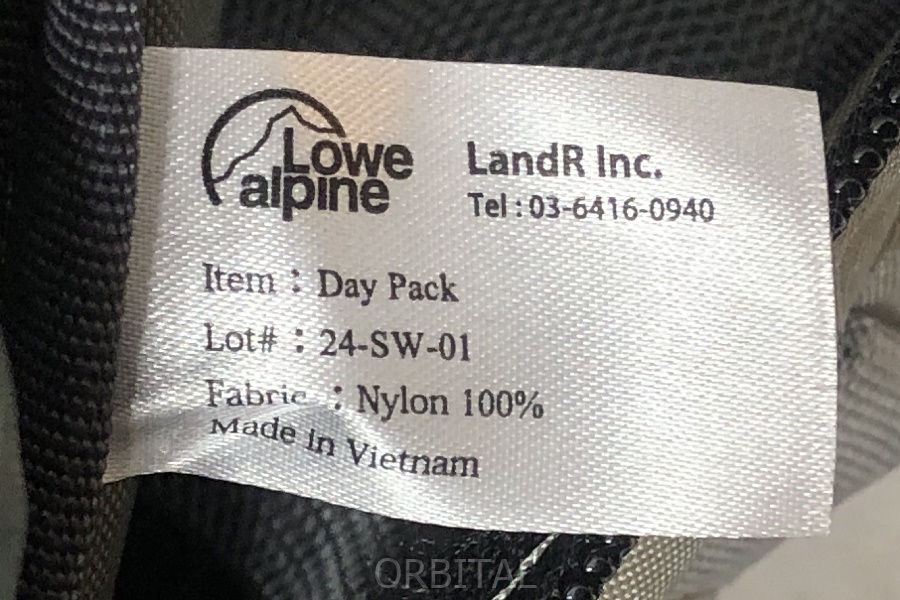 Lowe
alpine
LandR Inc.
Tel : 03-6416-0940
Item : Day Pack
Lot# : 24-SW-01
Fabric : Nylon 100%
Made in Vietnam
ORBITAL